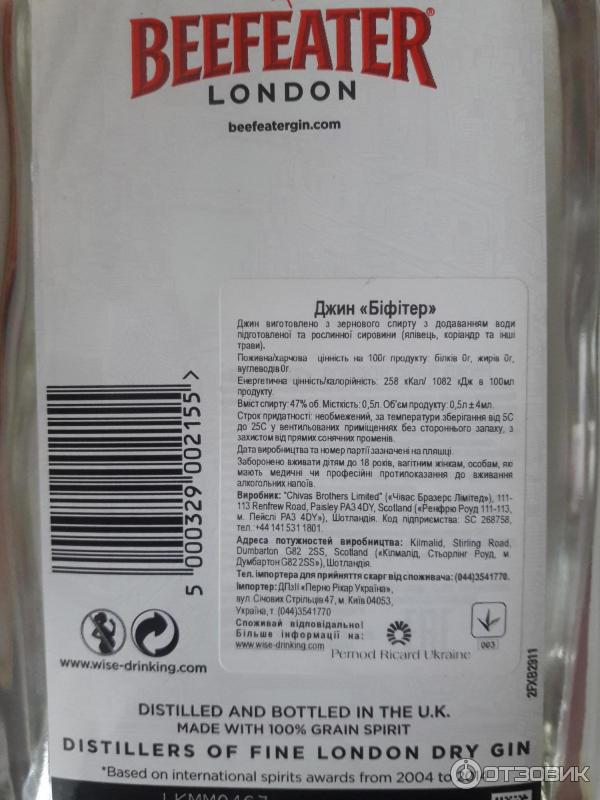 BEEFEATER®
LONDON
beefeatergin.com
Джин «Біфітер»
Джин виготовлено з зернового спирту з додаванням води
підготовленої та рослинної сировини (ялівець, коріандр та інші
трави).
Поживна/харчова цінність на 100г продукту: білків 0г, жирів 0г,
вуглеводів 0г.
Енергетична цінність/калорійність: 258 кКал/ 1082 кДж в 100мл
продукту.
Вміст спирту: 47% об. Місткість: 0,5л. Об'єм продукту: 0,5л ± 4мл.
Строк придатності: необмежений, за температури зберігання від 5С
до 25С у вентильованих приміщеннях без стороннього запаху, з
захистом від прямих сонячних променів.
Дата виробництва та номер партії зазначені на пляшці.
Заборонено вживати дітям до 18 років, вагітним жінкам, особам, які
мають медичні чи професійні протипоказання до вживання
алкогольних напоїв.
Виробник: "Chivas Brothers Limited" («Чівас Бразерс Лімітед»), 111-
113 Renfrew Road, Paisley PA3 4DY, Scotland («Ренфрю Роуд 111-113,
м. Пейслі PA3 4DY»), Шотландія. Код підприємства: SC 268758,
тел.: +44 141 531 1801.
Адреса потужностей виробництва: Kilmalid, Stirling Road,
Dumbarton G82 2SS, Scotland («Кілмалід, Стьорлінг Роуд, м.
Думбартон G82 2SS»), Шотландія.
Тел. імпортера для прийняття скарг від споживача: (044)3541770.
Імпортер: ДПзІІ «Перно Рікар Україна»,
вул. Січових Стрільців 47, м. Київ 04053,
Україна, т. (044)3541770
Споживай відповідально!
Більше інформації на:
www.wise-drinking.com
Pernod Ricard Ukraine
003
5 000329 002155 >
www.wise-drinking.com
2FXB2911
DISTILLED AND BOTTLED IN THE U.K.
MADE WITH 100% GRAIN SPIRIT
DISTILLERS OF FINE LONDON DRY GIN
*Based on international spirits awards from 2004 to 2014
ОТЗОВИК